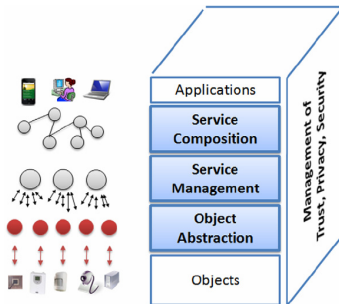 Applications
Service
Composition
Service
Management
Object
Abstraction
Objects
Management of
Trust, Privacy, Security